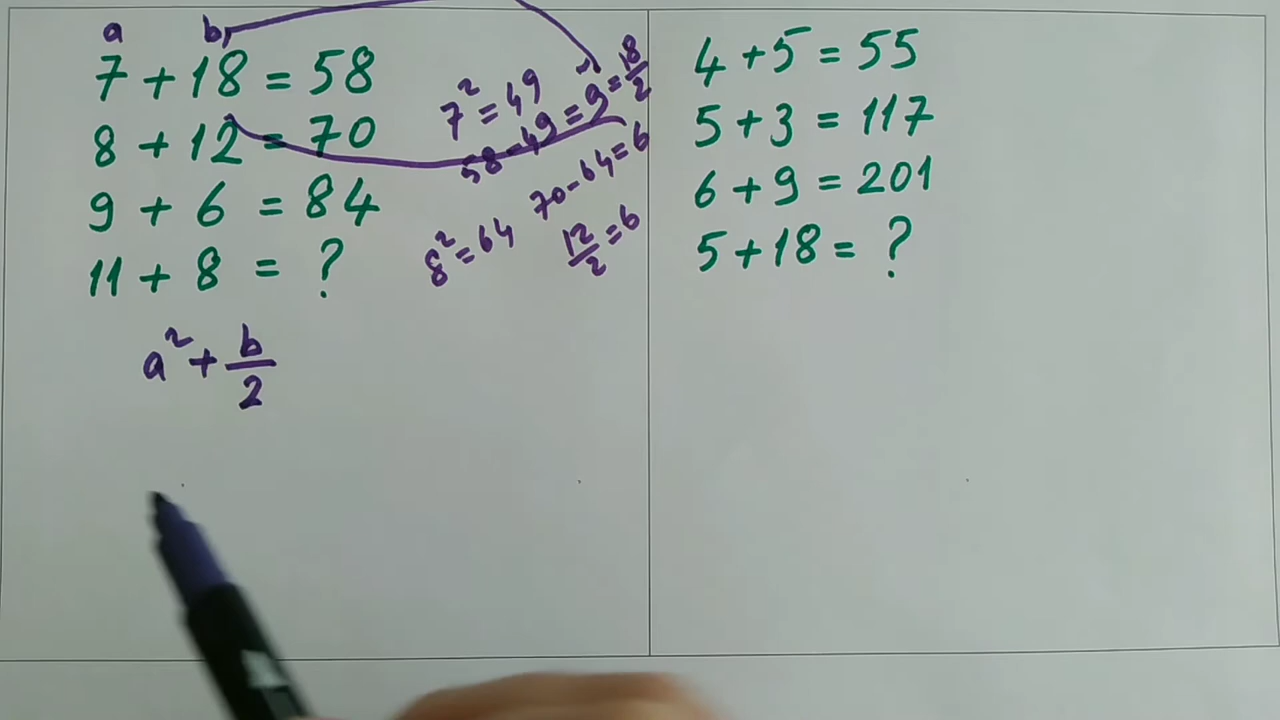 a b
7 + 18 = 58
8 + 12 = 70
9 + 6 = 84
11 + 8 = ?
a² + b/2
7² = 49
58 - 49 = 9 = 18/2
70 - 64 = 6
8² = 64
12/2 = 6
4 + 5 = 55
5 + 3 = 117
6 + 9 = 201
5 + 18 = ?